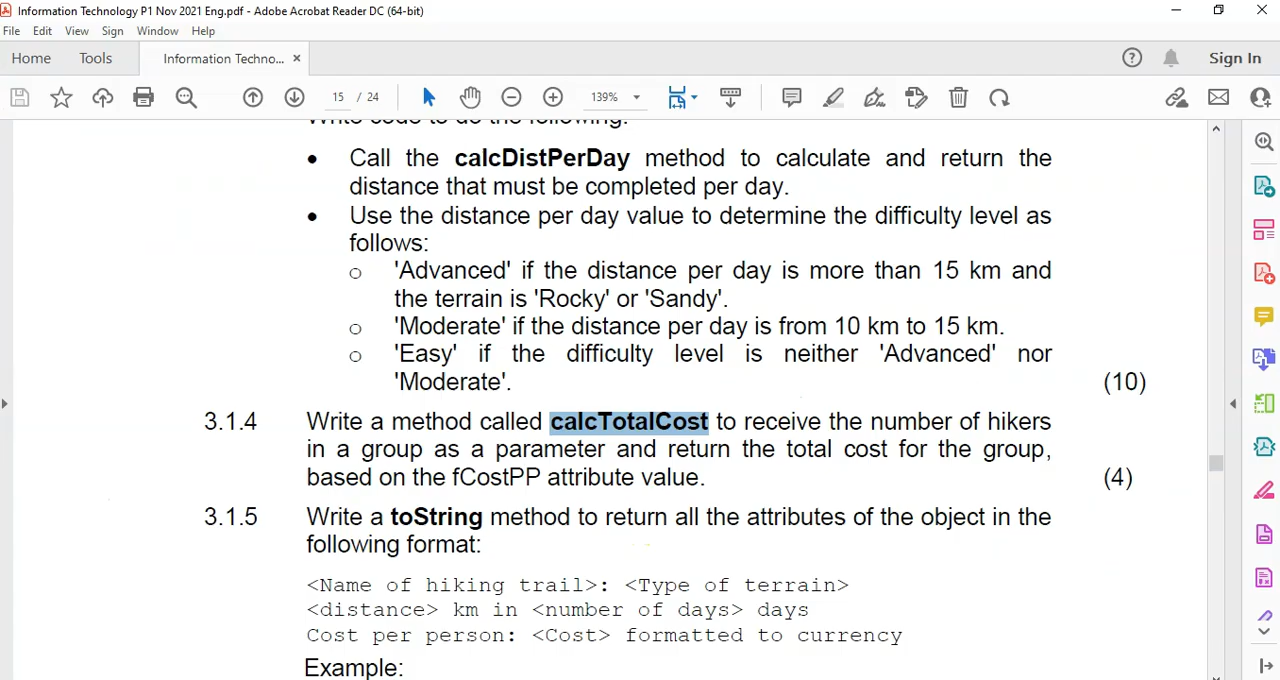 Information Technology P1 Nov 2021 Eng.pdf - Adobe Acrobat Reader DC (64-bit)
File Edit View Sign Window Help
Home Tools Information Techno... × Sign In
15 / 24 139%
Write code to do the following:
• Call the calcDistPerDay method to calculate and return the
distance that must be completed per day.
• Use the distance per day value to determine the difficulty level as
follows:
o 'Advanced' if the distance per day is more than 15 km and
the terrain is 'Rocky' or 'Sandy'.
o 'Moderate' if the distance per day is from 10 km to 15 km.
o 'Easy' if the difficulty level is neither 'Advanced' nor
'Moderate'. (10)
3.1.4 Write a method called calcTotalCost to receive the number of hikers
in a group as a parameter and return the total cost for the group,
based on the fCostPP attribute value. (4)
3.1.5 Write a toString method to return all the attributes of the object in the
following format:
<Name of hiking trail>: <Type of terrain>
<distance> km in <number of days> days
Cost per person: <Cost> formatted to currency
Example: